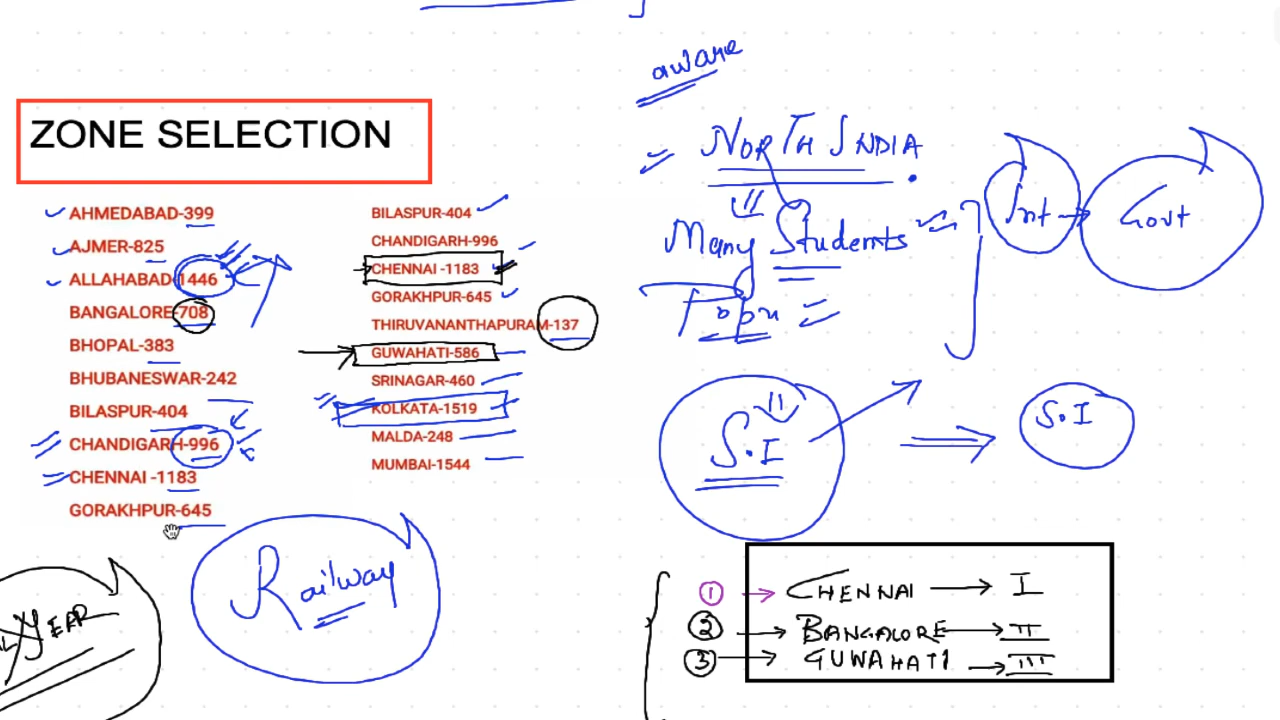 aware
ZONE SELECTION
NORTH INDIA
Many Students
Int → Govt
AHMEDABAD-399
AJMER-825
ALLAHABAD-1446
BANGALORE-708
BHOPAL-383
BHUBANESWAR-242
BILASPUR-404
CHANDIGARH-996
CHENNAI -1183
GORAKHPUR-645
BILASPUR-404
CHANDIGARH-996
CHENNAI -1183
GORAKHPUR-645
THIRUVANANTHAPURAM-137
GUWAHATI-586
SRINAGAR-460
KOLKATA-1519
MALDA-248
MUMBAI-1544
S.I
S.I
Railway
YEAR
1 → CHENNAI → I
2 → BANGALORE → II
3 → GUWAHATI → III